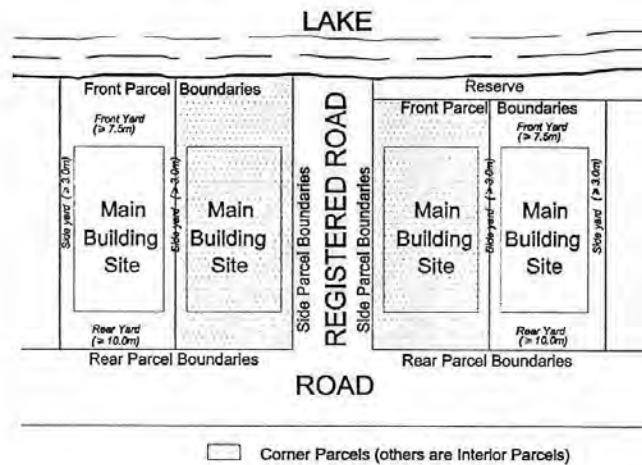 LAKE
Front Parcel Boundaries
Reserve
Front Parcel Boundaries
Front Yard
(≥ 7.5m)
Front Yard
(≥ 7.5m)
Side yard (≥ 3.0m)
Main
Building
Site
Side yard (≥ 3.0m)
Main
Building
Site
Side Parcel Boundaries
REGISTERED ROAD
Side Parcel Boundaries
Main
Building
Site
Side yard (≥ 3.0m)
Main
Building
Site
Side yard (≥ 3.0m)
Rear Yard
(≥ 10.0m)
Rear Yard
(≥ 10.0m)
Rear Parcel Boundaries
Rear Parcel Boundaries
ROAD
Corner Parcels (others are Interior Parcels)